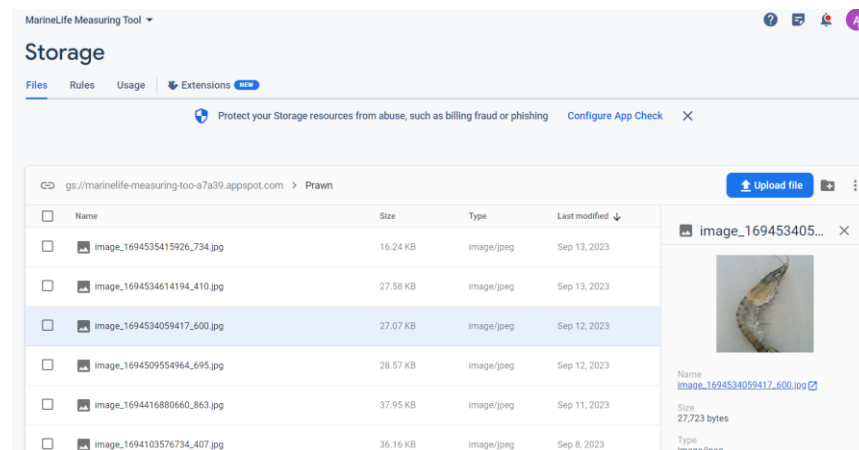 MarineLife Measuring Tool
Storage
Files Rules Usage Extensions NEW
Protect your Storage resources from abuse, such as billing fraud or phishing Configure App Check
gs://marinelife-measuring-too-a7a39.appspot.com > Prawn Upload file
Name Size Type Last modified
image_169453405...
image_1694535415926_734.jpg 16.24 KB image/jpeg Sep 13, 2023
image_1694534614194_410.jpg 27.58 KB image/jpeg Sep 13, 2023
image_1694534059417_600.jpg 27.07 KB image/jpeg Sep 12, 2023
image_1694509554964_695.jpg 28.57 KB image/jpeg Sep 12, 2023
image_1694416880660_863.jpg 37.95 KB image/jpeg Sep 11, 2023
image_1694103576734_407.jpg 36.16 KB image/jpeg Sep 8, 2023
Name
image_1694534059417_600.jpg
Size
27,723 bytes
Type